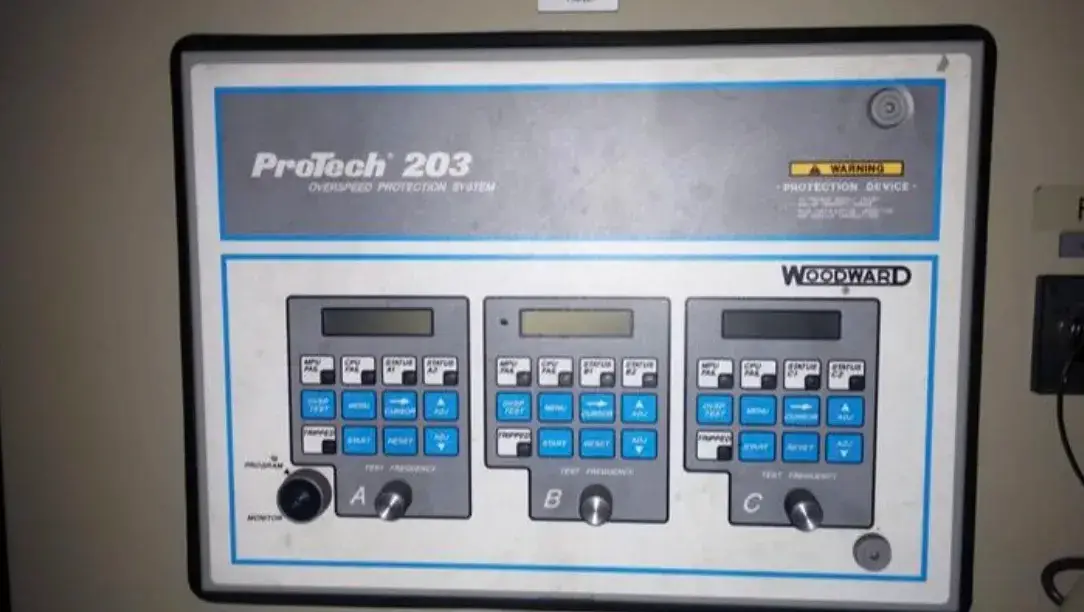 ProTech® 203
OVERSPEED PROTECTION SYSTEM
WARNING
·PROTECTION DEVICE·
WOODWARD
MPU FAIL
CPU FAIL
STATUS A1
STATUS A2
OVSP TEST
MENU
CURSOR
ADJ
TRIPPED
START
RESET
ADJ
TEST FREQUENCY
A
MPU FAIL
CPU FAIL
STATUS B1
STATUS B2
OVSP TEST
MENU
CURSOR
ADJ
TRIPPED
START
RESET
ADJ
TEST FREQUENCY
B
MPU FAIL
CPU FAIL
STATUS C1
STATUS C2
OVSP TEST
MENU
CURSOR
ADJ
TRIPPED
START
RESET
ADJ
TEST FREQUENCY
C
PROGRAM
MONITOR